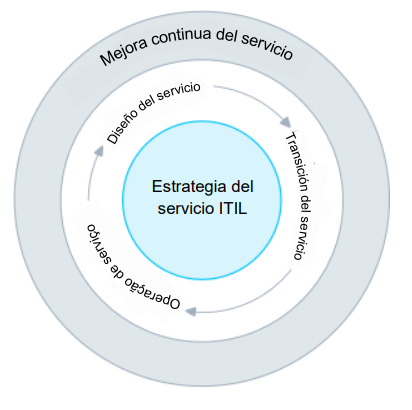 Mejora continua del servicio
Diseño del servicio
Transición del servicio
Operação de serviço
Estrategia del
servicio ITIL